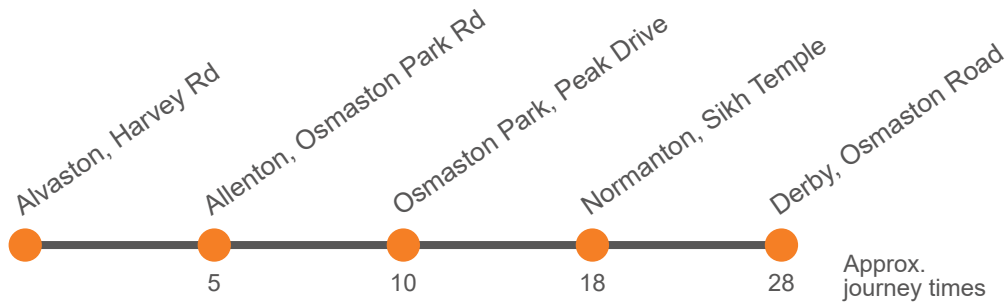 Alvaston, Harvey Rd
Allenton, Osmaston Park Rd
Osmaston Park, Peak Drive
Normanton, Sikh Temple
Derby, Osmaston Road
5
10
18
28
Approx.
journey times